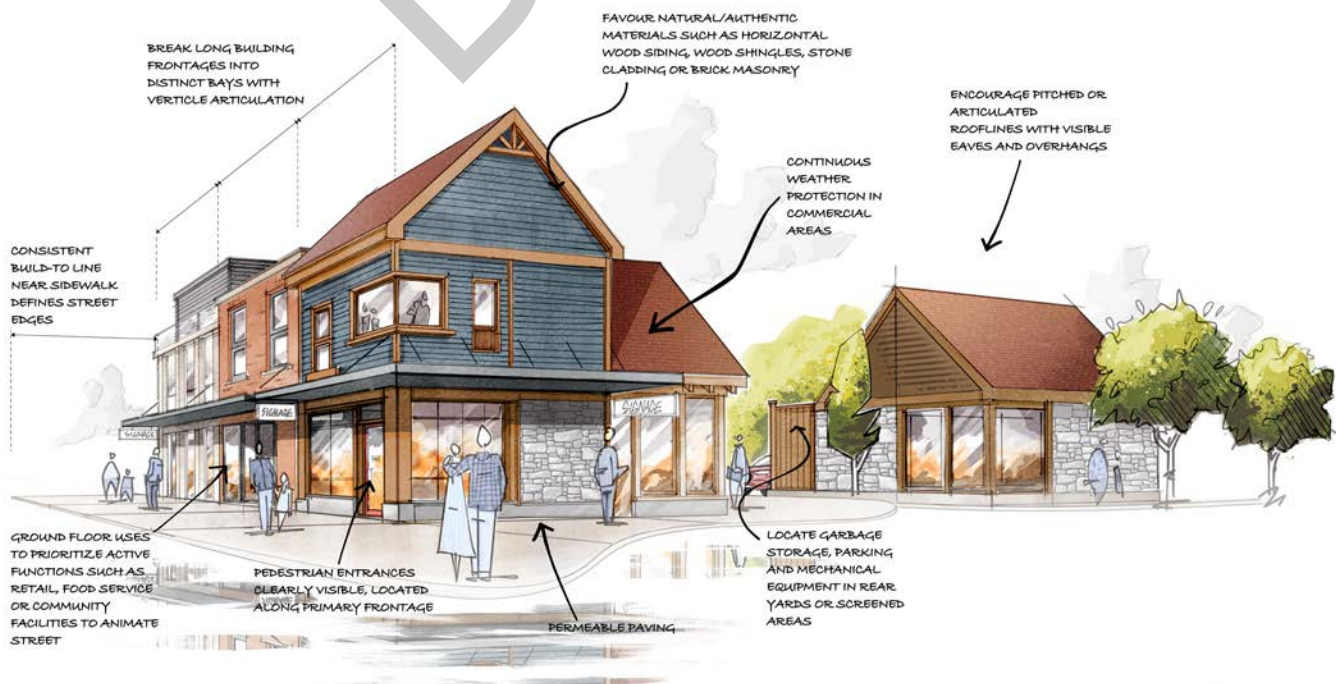 FAVOUR NATURAL/AUTHENTIC
MATERIALS SUCH AS HORIZONTAL
WOOD SIDING, WOOD SHINGLES, STONE
CLADDING OR BRICK MASONRY
BREAK LONG BUILDING
FRONTAGES INTO
DISTINCT BAYS WITH
VERTICLE ARTICULATION
ENCOURAGE PITCHED OR
ARTICULATED
ROOFLINES WITH VISIBLE
EAVES AND OVERHANGS
CONTINUOUS
WEATHER
PROTECTION IN
COMMERCIAL
AREAS
CONSISTENT
BUILD-TO LINE
NEAR SIDEWALK
DEFINES STREET
EDGES
SIGNAGE
SIGNAGE
SIGNAGE
GROUND FLOOR USES
TO PRIORITIZE ACTIVE
FUNCTIONS SUCH AS
RETAIL, FOOD SERVICE
OR COMMUNITY
FACILITIES TO ANIMATE
STREET
PEDESTRIAN ENTRANCES
CLEARLY VISIBLE, LOCATED
ALONG PRIMARY FRONTAGE
PERMEABLE PAVING
LOCATE GARBAGE
STORAGE, PARKING
AND MECHANICAL
EQUIPMENT IN REAR
YARDS OR SCREENED
AREAS